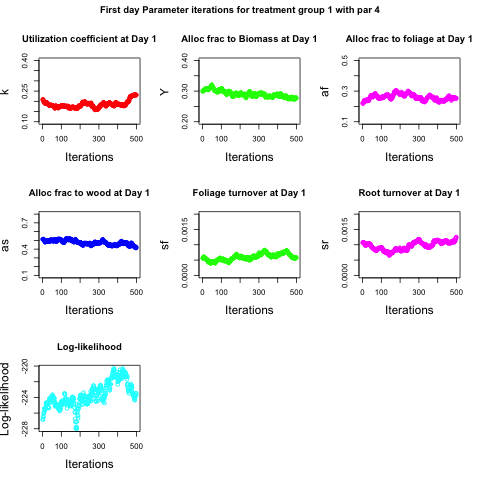 First day Parameter iterations for treatment group 1 with par 4
Utilization coefficient at Day 1
k
0.10 0.25 0.40
0 100 300 500
Iterations
Alloc frac to Biomass at Day 1
Y
0.20 0.30 0.40
0 100 300 500
Iterations
Alloc frac to foliage at Day 1
af
0.1 0.3 0.5
0 100 300 500
Iterations
Alloc frac to wood at Day 1
as
0.1 0.4 0.7
0 100 300 500
Iterations
Foliage turnover at Day 1
sf
0.0000 0.0015
0 100 300 500
Iterations
Root turnover at Day 1
sr
0.0000 0.0015
0 100 300 500
Iterations
Log-likelihood
Log-likelihood
-228 -224 -220
0 100 300 500
Iterations